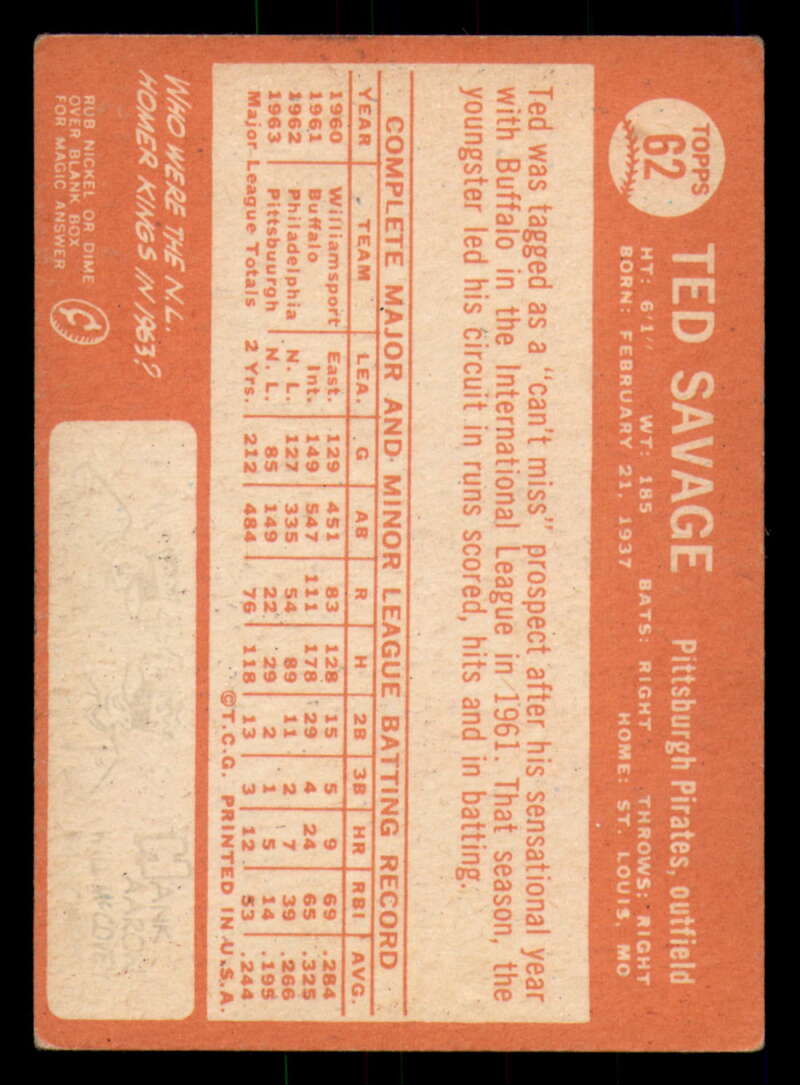 TOPPS
62
TED SAVAGE Pittsburgh Pirates, outfield
HT: 6'1" WT: 185 BATS: RIGHT THROWS: RIGHT
BORN: FEBRUARY 21, 1937 HOME: ST. LOUIS, MO
Ted was tagged as a "can't miss" prospect after his sensational year
with Buffalo in the International League in 1961. That season, the
youngster led his circuit in runs scored, hits and in batting.
COMPLETE MAJOR AND MINOR LEAGUE BATTING RECORD
YEAR TEAM LEA. G AB R H 2B 3B HR RBI AVG.
1960 Williamsport East. 129 451 83 128 15 5 9 69 .284
1961 Buffalo Int. 149 547 111 178 29 4 24 65 .325
1962 Philadelphia N. L. 127 335 54 89 11 2 7 39 .266
1963 Pittsbuurgh N. L. 85 149 22 29 2 1 5 14 .195
Major League Totals 2 Yrs. 212 484 76 118 13 3 12 53 .244
©T.C.G. PRINTED IN U.S.A.
WHO WERE THE N.L.
HOMER KINGS IN 1963?
RUB NICKEL OR DIME
OVER BLANK BOX
FOR MAGIC ANSWER
HANK
AARON